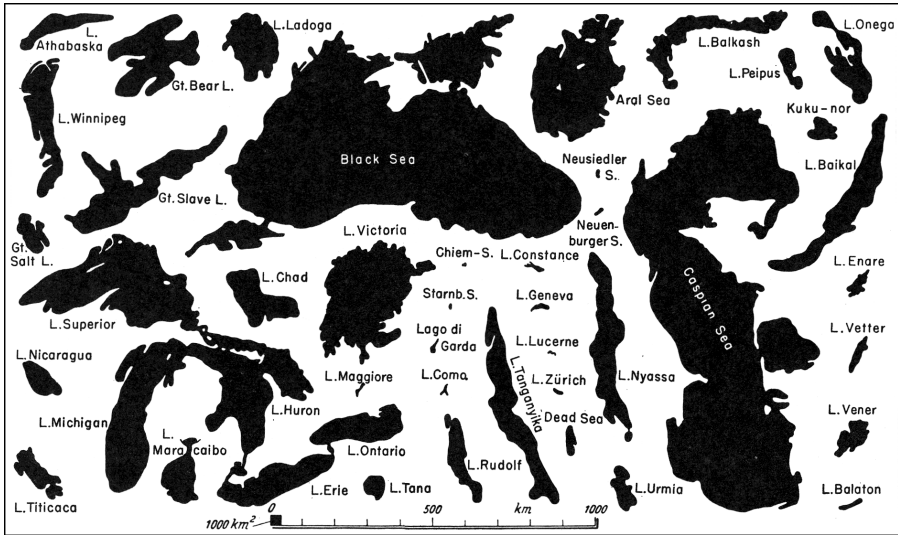 L.
Athabaska
Gt. Bear L.
L.Ladoga
L.Balkash
L.Onega
L.Peipus
Aral Sea
Kuku-nor
L.Winnipeg
Black Sea
Neusiedler
S.
L.Baikal
Gt. Slave L.
Neuen-
burger S.
Gt.
Salt L.
L.Victoria
Chiem-S.
L.Constance
L.Enare
L.Chad
Caspian Sea
Starnb.S.
L.Geneva
L.Superior
Lago di
Garda
L.Lucerne
L.Vetter
L.Nicaragua
L.Maggiore
L.Como
L.Tanganyika
L.Zürich
L.Nyassa
L.Michigan
L.Huron
Dead Sea
L.Vener
L.
Maracaibo
L.Ontario
L.Rudolf
L.Titicaca
L.Erie
L.Tana
L.Urmia
L.Balaton
0 500 km. 1000
1000 km²